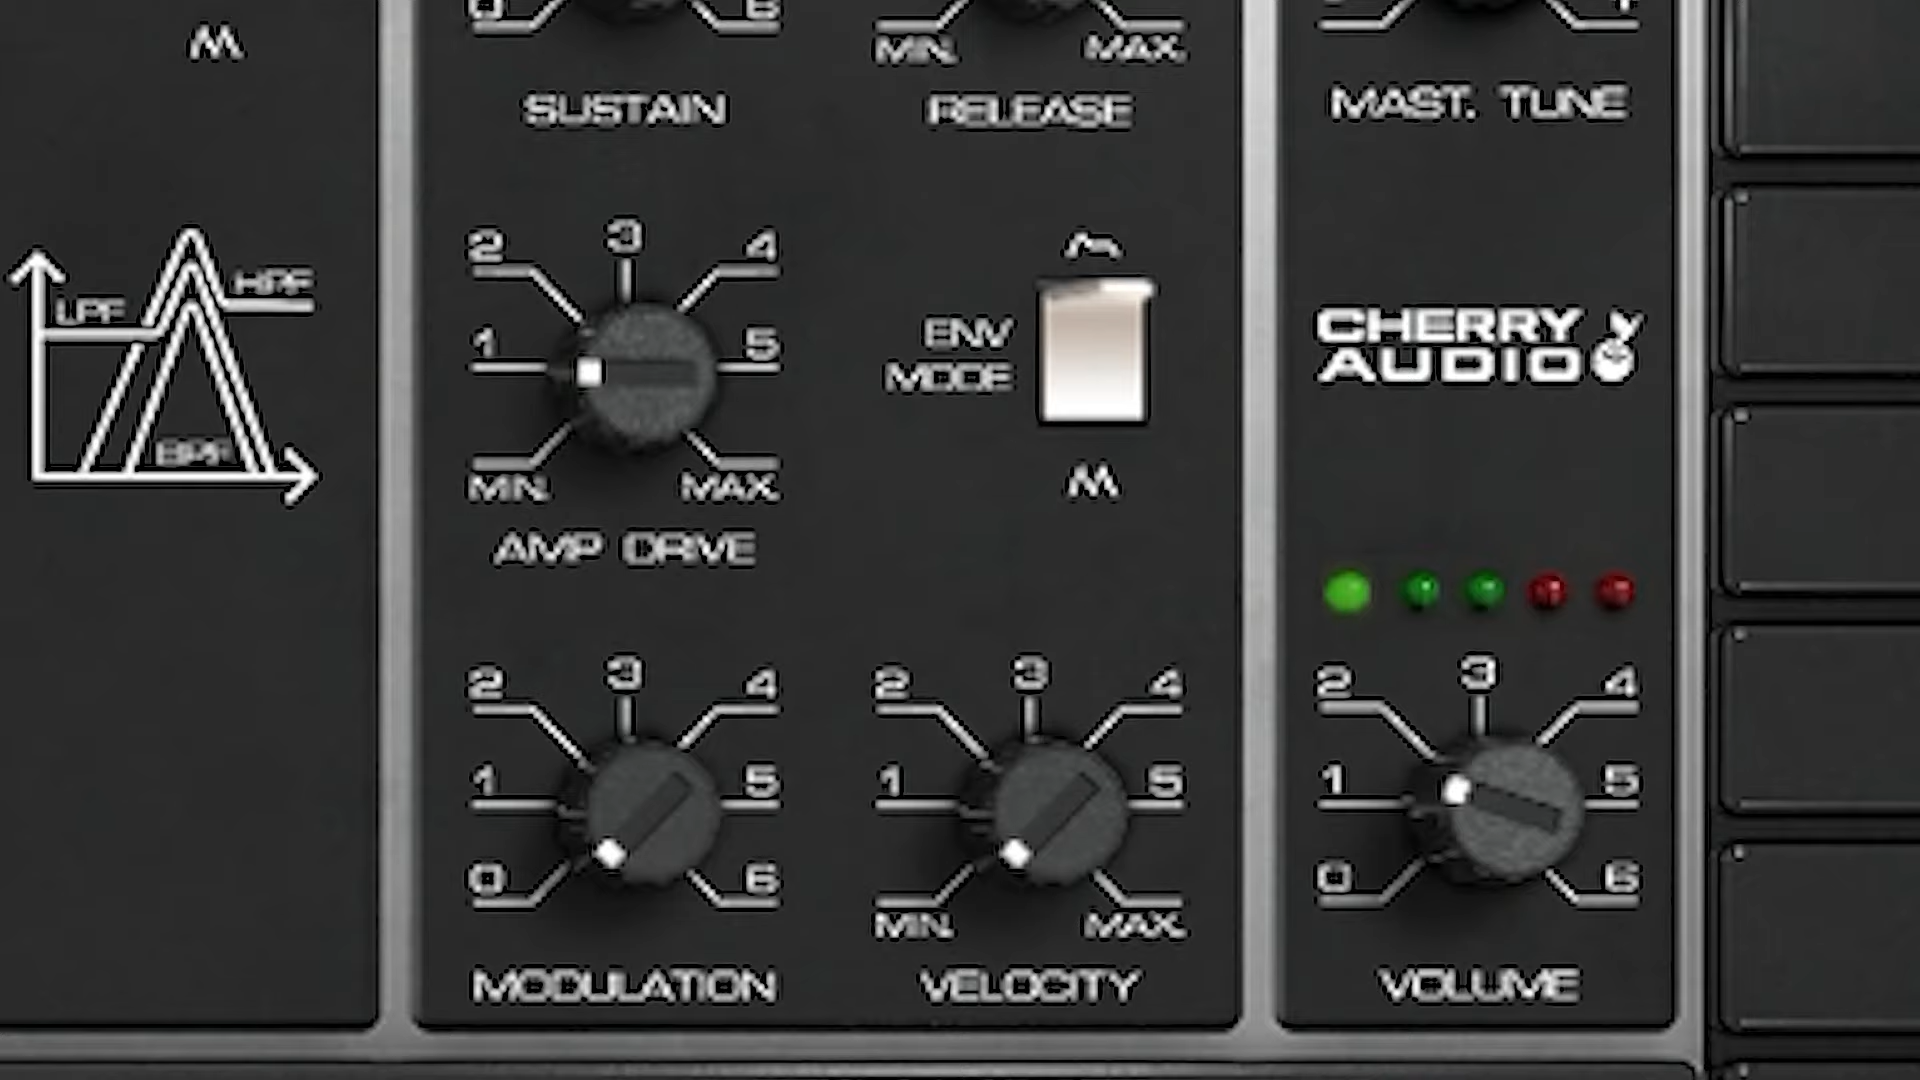 0 6
SUSTAIN
MIN. MAX.
RELEASE
MAST. TUNE
LPF
HPF
BPF
2 3 4
1 5
MIN. MAX.
AMP DRIVE
ENV
MODE
CHERRY
AUDIO
2 3 4
1 5
0 6
MODULATION
2 3 4
1 5
MIN. MAX.
VELOCITY
2 3 4
1 5
0 6
VOLUME